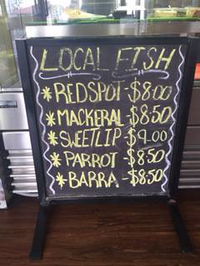 LOCAL FISH
*REDSPOT-$8.00
*MACKERAL-$8.50
*SWEETLIP-$9.00
*PARROT-$8.50
*BARRA-$8.50